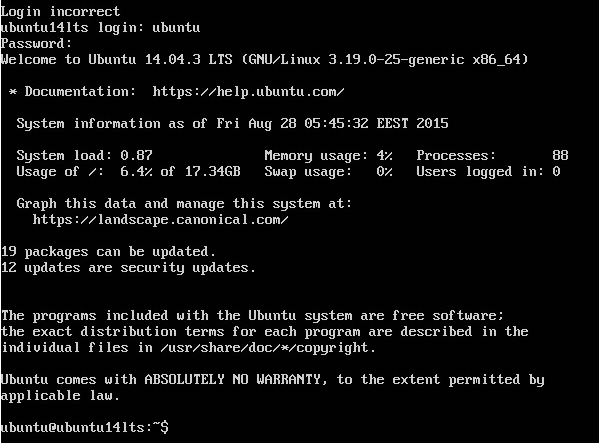 Login incorrect
ubuntu14lts login: ubuntu
Password:
Welcome to Ubuntu 14.04.3 LTS (GNU/Linux 3.19.0-25-generic x86_64)
* Documentation:  https://help.ubuntu.com/
System information as of Fri Aug 28 05:45:32 EEST 2015
System load: 0.87 Memory usage: 4% Processes: 88
Usage of /: 6.4% of 17.34GB Swap usage: 0% Users logged in: 0
Graph this data and manage this system at:
https://landscape.canonical.com/
19 packages can be updated.
12 updates are security updates.
The programs included with the Ubuntu system are free software;
the exact distribution terms for each program are described in the
individual files in /usr/share/doc/*/copyright.
Ubuntu comes with ABSOLUTELY NO WARRANTY, to the extent permitted by
applicable law.
ubuntu@ubuntu14lts:~$